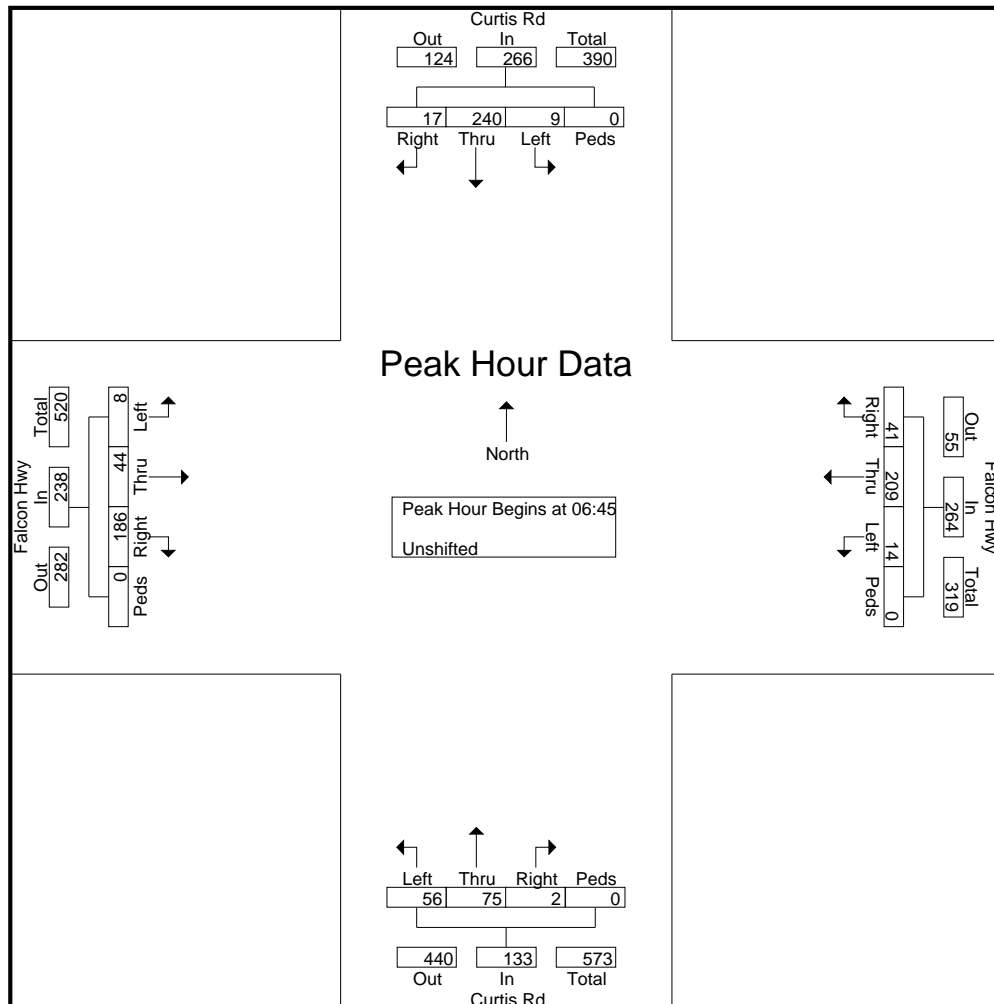 Curtis Rd
Out In Total
124 266 390
17 240 9 0
Right Thru Left Peds
Peak Hour Data
North
Peak Hour Begins at 06:45
Unshifted
Falcon Hwy
Total In Out
520 238 282
8 44 186 0
Left Thru Right Peds
Right Thru Left Peds
41 209 14 0
Out In Total
55 264 319
Falcon Hwy
Left Thru Right Peds
56 75 2 0
440 133 573
Out In Total
Curtis Rd